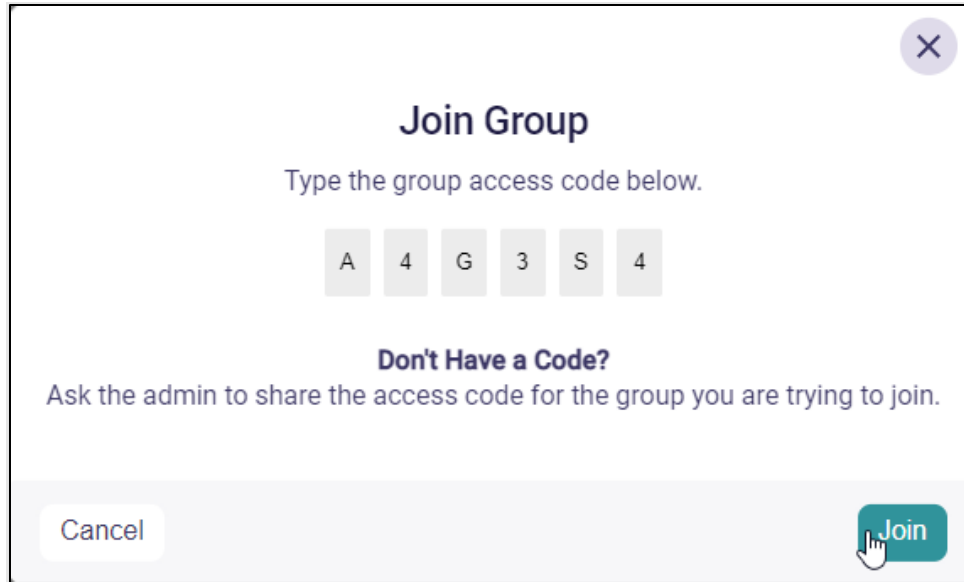 Join Group
Type the group access code below.
A 4 G 3 S 4
Don't Have a Code?
Ask the admin to share the access code for the group you are trying to join.
Cancel Join